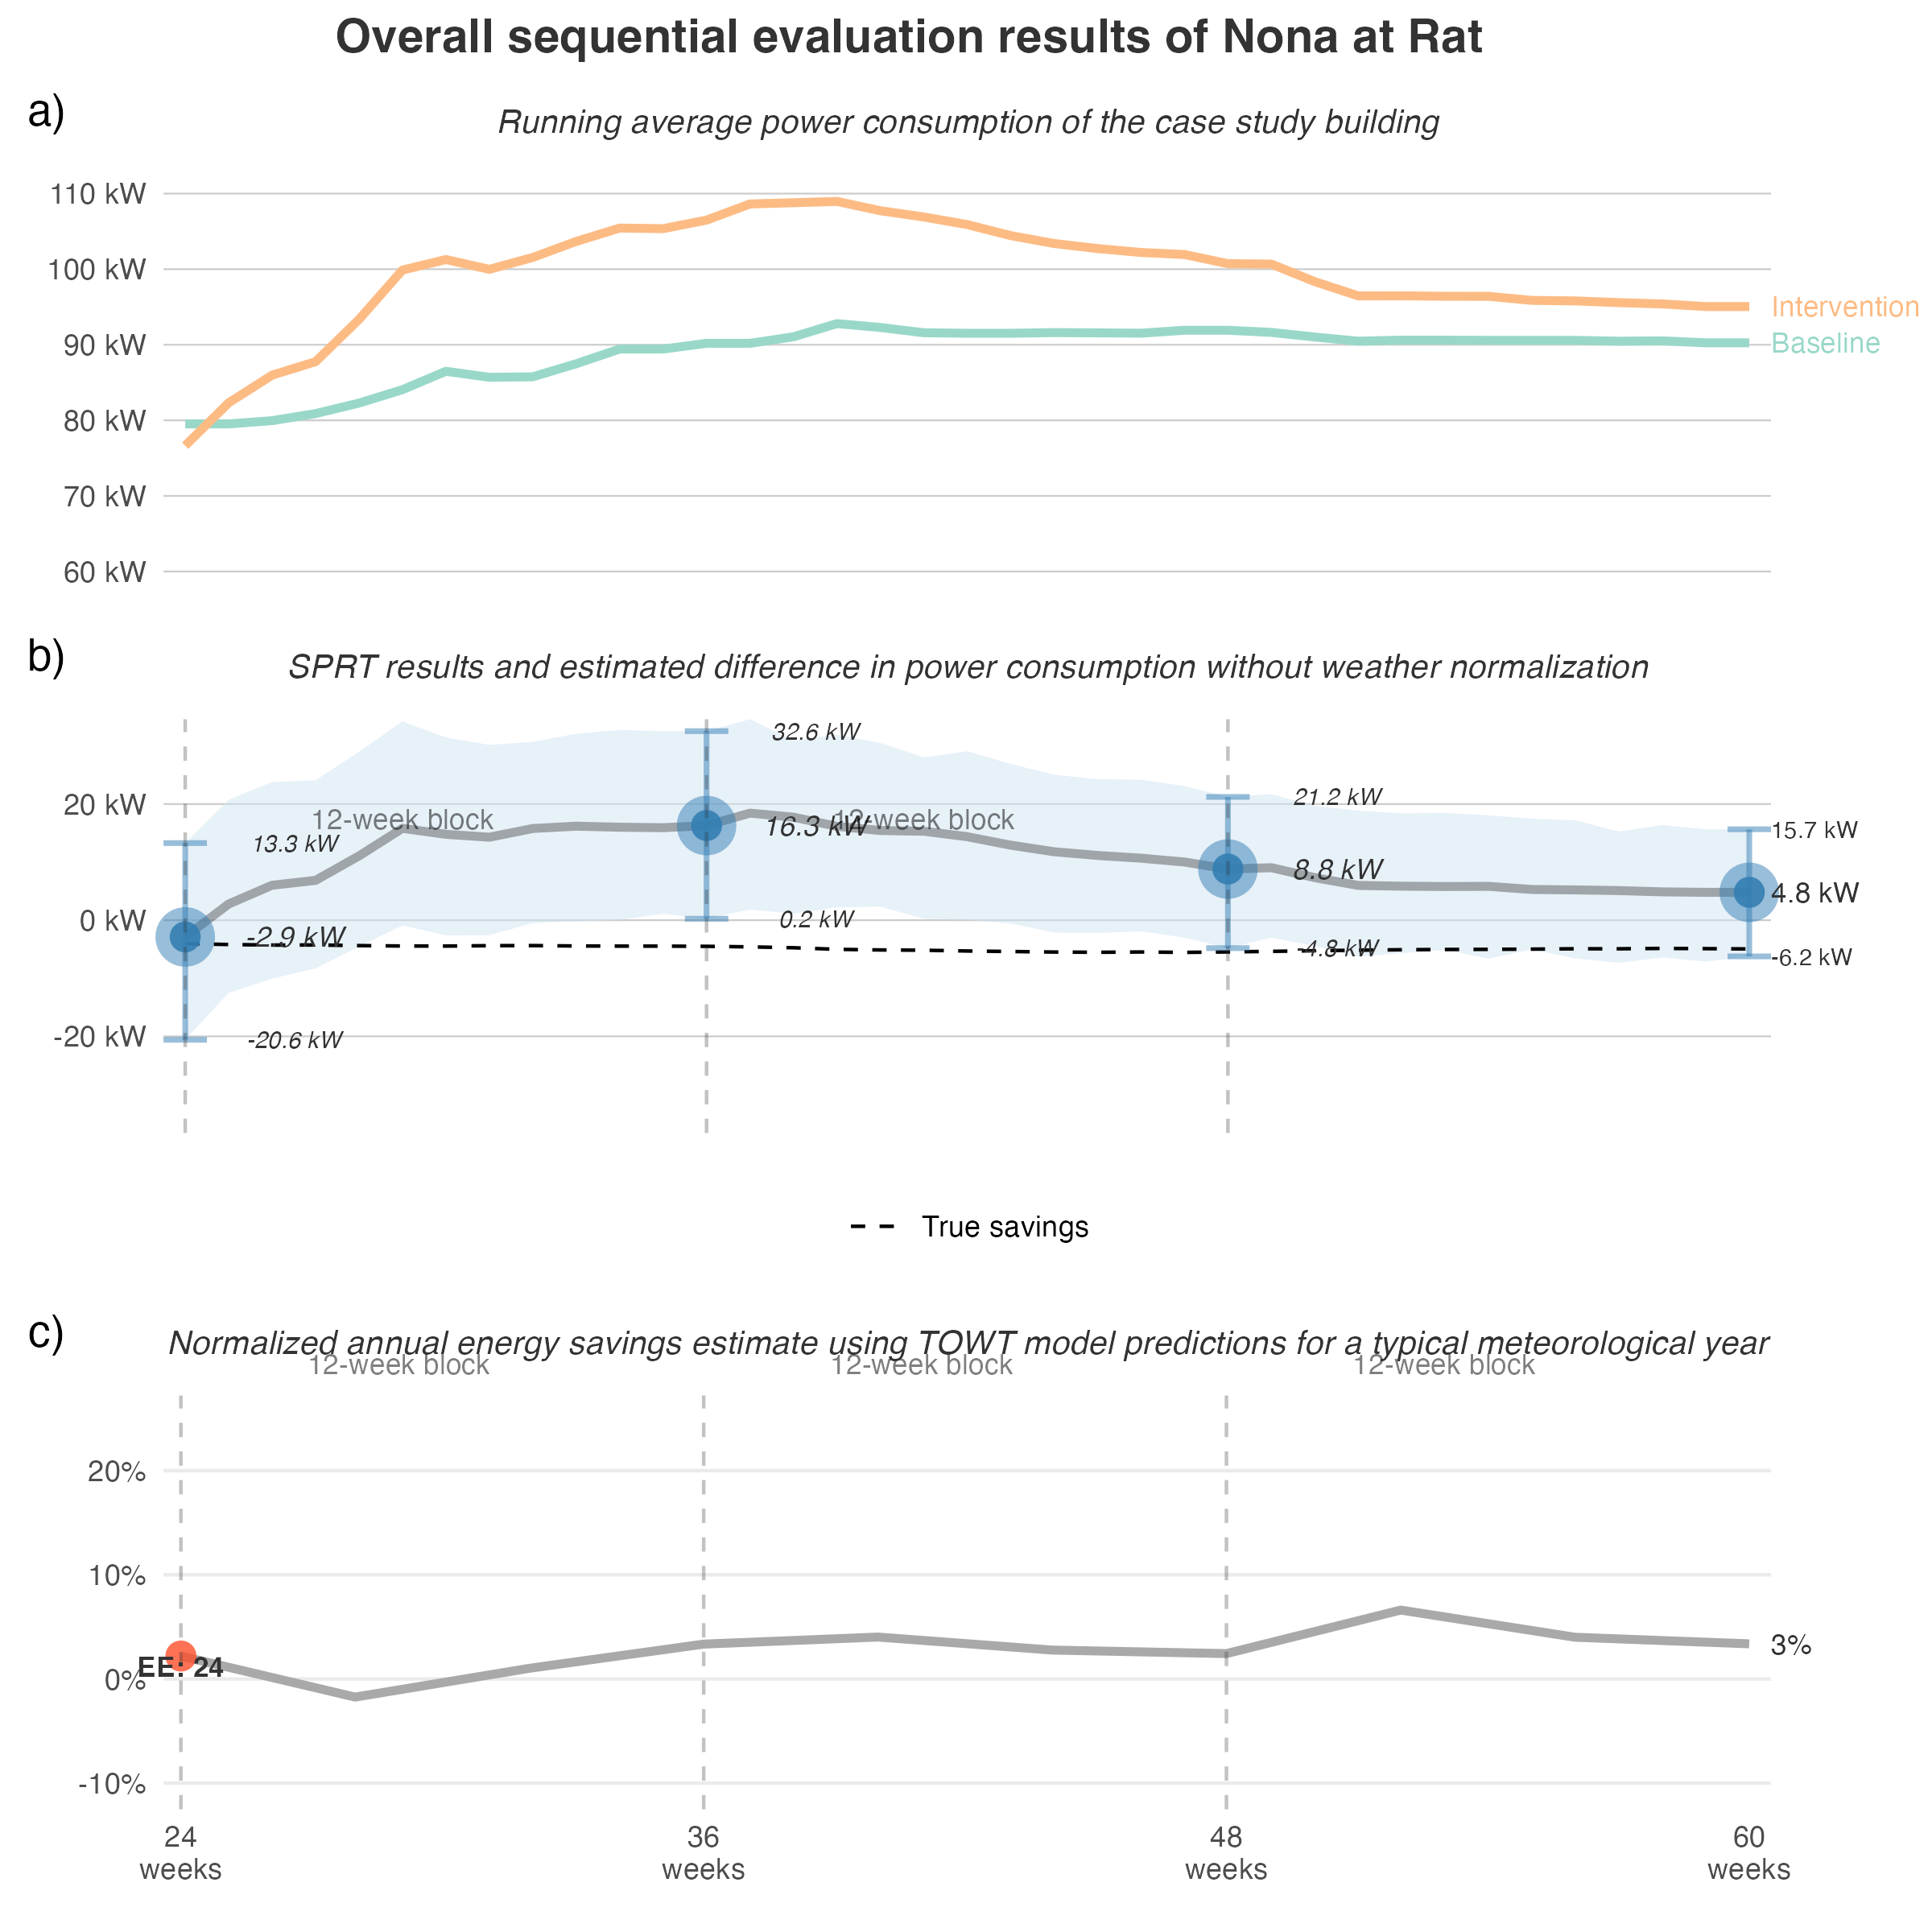 Overall sequential evaluation results of Nona at Rat
a)
Running average power consumption of the case study building
110 kW
100 kW
90 kW
80 kW
70 kW
60 kW
Intervention
Baseline
b)
SPRT results and estimated difference in power consumption without weather normalization
32.6 kW
20 kW
21.2 kW
12-week block
12-week block
16.3 kW
15.7 kW
13.3 kW
8.8 kW
4.8 kW
0 kW
0.2 kW
-2.9 kW
-4.8 kW
-6.2 kW
-20 kW
-20.6 kW
True savings
c)
Normalized annual energy savings estimate using TOWT model predictions for a typical meteorological year
12-week block
12-week block
12-week block
20%
10%
0%
-10%
EE: 24
3%
24
weeks
36
weeks
48
weeks
60
weeks